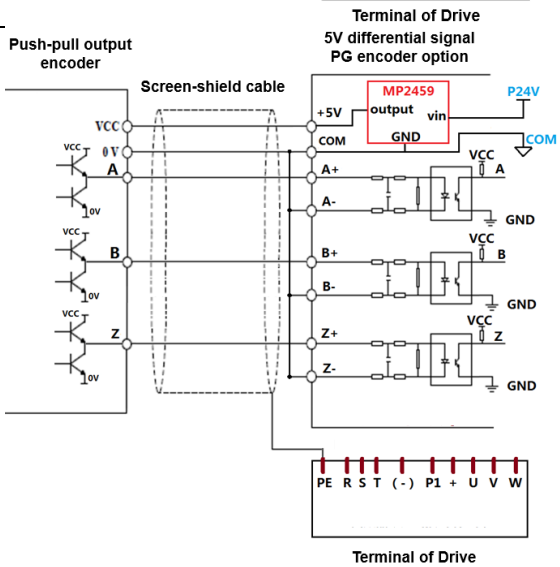 Terminal of Drive
5V differential signal
PG encoder option
Push-pull output
encoder
Screen-shield cable
MP2459
output
vin
GND
P24V
COM
+5V
COM
VCC
0 V
A
A+
A-
VCC
0V
VCC
A
GND
B
B+
B-
VCC
0V
VCC
B
GND
Z
Z+
Z-
VCC
0V
VCC
Z
GND
PE R S T (-) P1 + U V W
Terminal of Drive